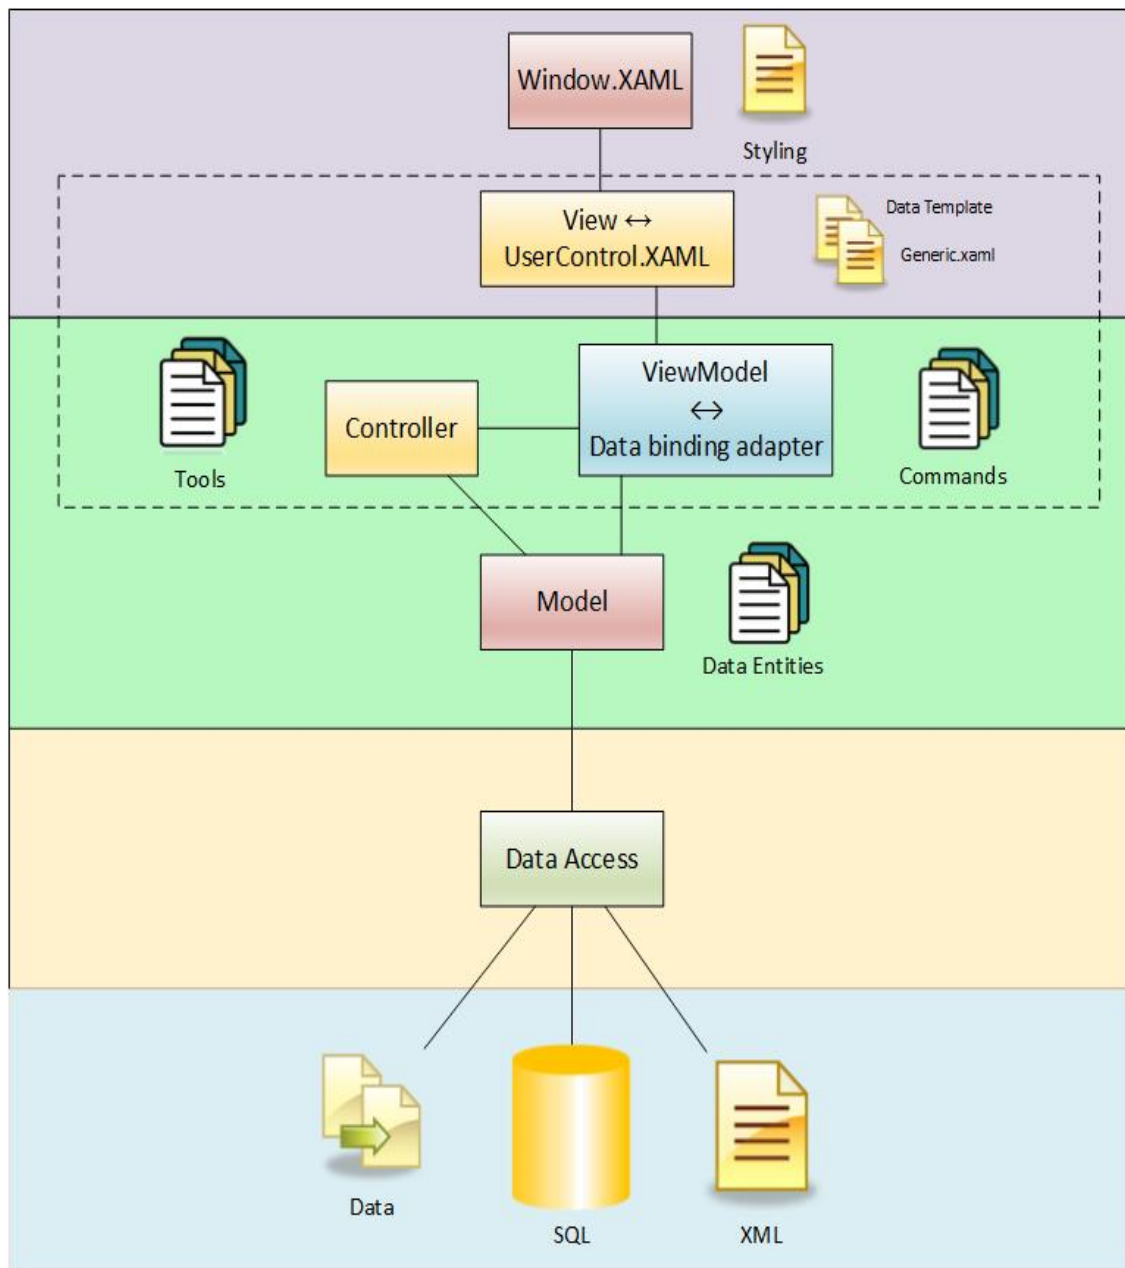 Window.XAML
Styling
View ↔
UserControl.XAML
Data Template
Generic.xaml
Tools
Controller
ViewModel
↔
Data binding adapter
Commands
Model
Data Entities
Data Access
Data
SQL
XML